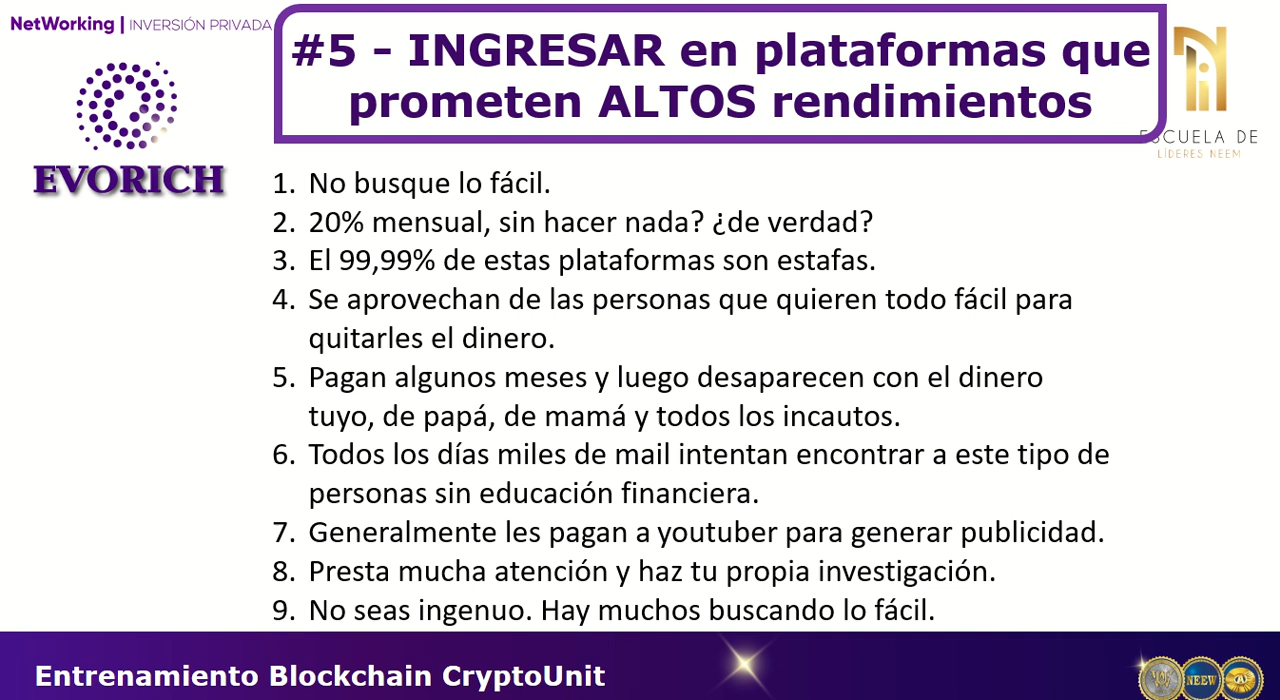 NetWorking | INVERSIÓN PRIVADA
#5 - INGRESAR en plataformas que
prometen ALTOS rendimientos
EVORICH
ESCUELA DE
LÍDERES NEEM
1. No busque lo fácil.
2. 20% mensual, sin hacer nada? ¿de verdad?
3. El 99,99% de estas plataformas son estafas.
4. Se aprovechan de las personas que quieren todo fácil para
quitarles el dinero.
5. Pagan algunos meses y luego desaparecen con el dinero
tuyo, de papá, de mamá y todos los incautos.
6. Todos los días miles de mail intentan encontrar a este tipo de
personas sin educación financiera.
7. Generalmente les pagan a youtuber para generar publicidad.
8. Presta mucha atención y haz tu propia investigación.
9. No seas ingenuo. Hay muchos buscando lo fácil.
Entrenamiento Blockchain CryptoUnit
NEEW